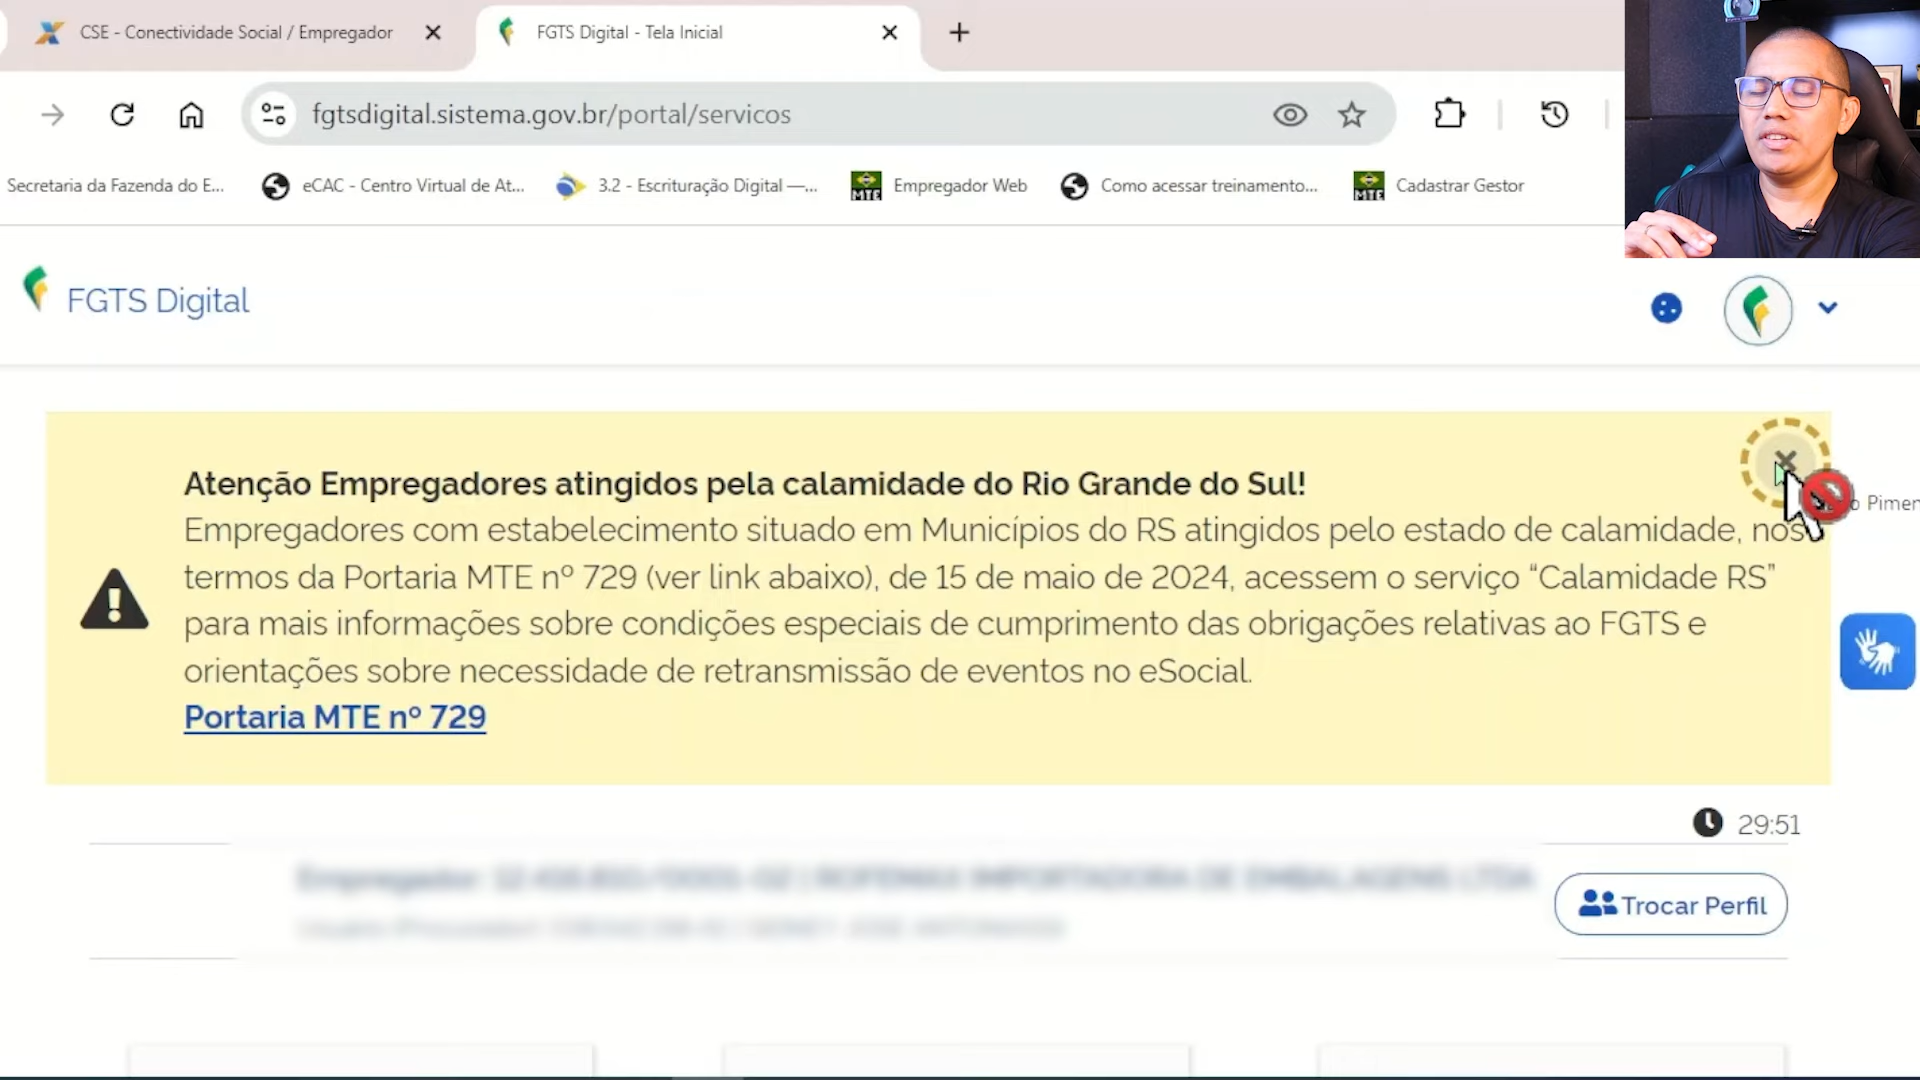 CSE - Conectividade Social / Empregador
FGTS Digital - Tela Inicial
fgtsdigital.sistema.gov.br/portal/servicos
Secretaria da Fazenda do E...
eCAC - Centro Virtual de At...
3.2 - Escrituração Digital —...
MTE
Empregador Web
Como acessar treinamento...
MTE
Cadastrar Gestor
FGTS Digital
Atenção Empregadores atingidos pela calamidade do Rio Grande do Sul!
Empregadores com estabelecimento situado em Municípios do RS atingidos pelo estado de calamidade, nos
termos da Portaria MTE nº 729 (ver link abaixo), de 15 de maio de 2024, acessem o serviço “Calamidade RS”
para mais informações sobre condições especiais de cumprimento das obrigações relativas ao FGTS e
orientações sobre necessidade de retransmissão de eventos no eSocial.
Portaria MTE nº 729
29:51
Trocar Perfil